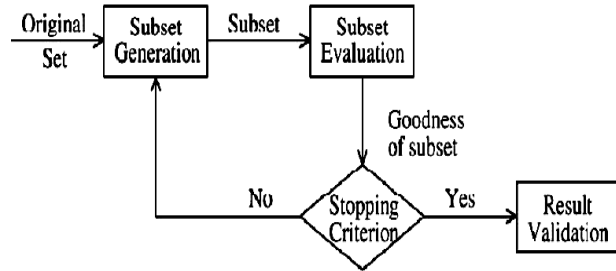 Original
Set
Subset
Generation
Subset
Subset
Evaluation
Goodness
of subset
No
Stopping
Criterion
Yes
Result
Validation